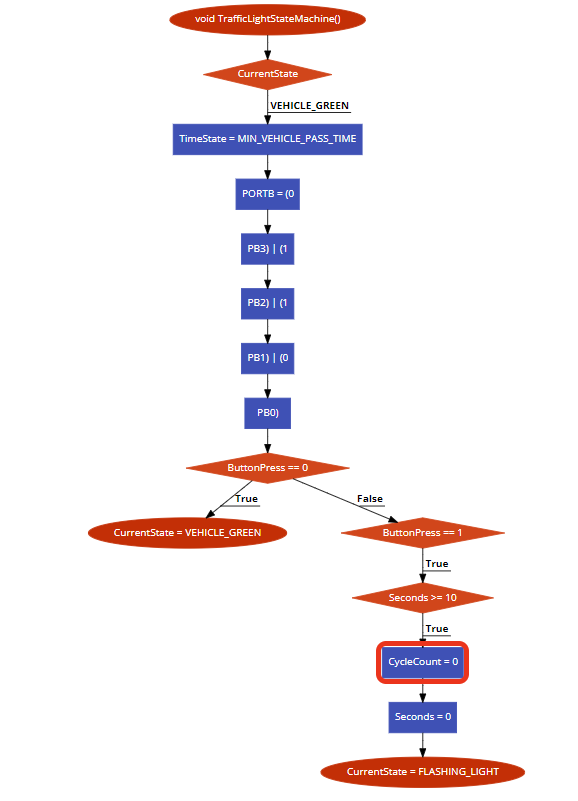 void TrafficLightStateMachine()
CurrentState
VEHICLE_GREEN
TimeState = MIN_VEHICLE_PASS_TIME
PORTB = (0
PB3) | (1
PB2) | (1
PB1) | (0
PB0)
ButtonPress == 0
True
False
CurrentState = VEHICLE_GREEN
ButtonPress == 1
True
Seconds >= 10
True
CycleCount = 0
Seconds = 0
CurrentState = FLASHING_LIGHT